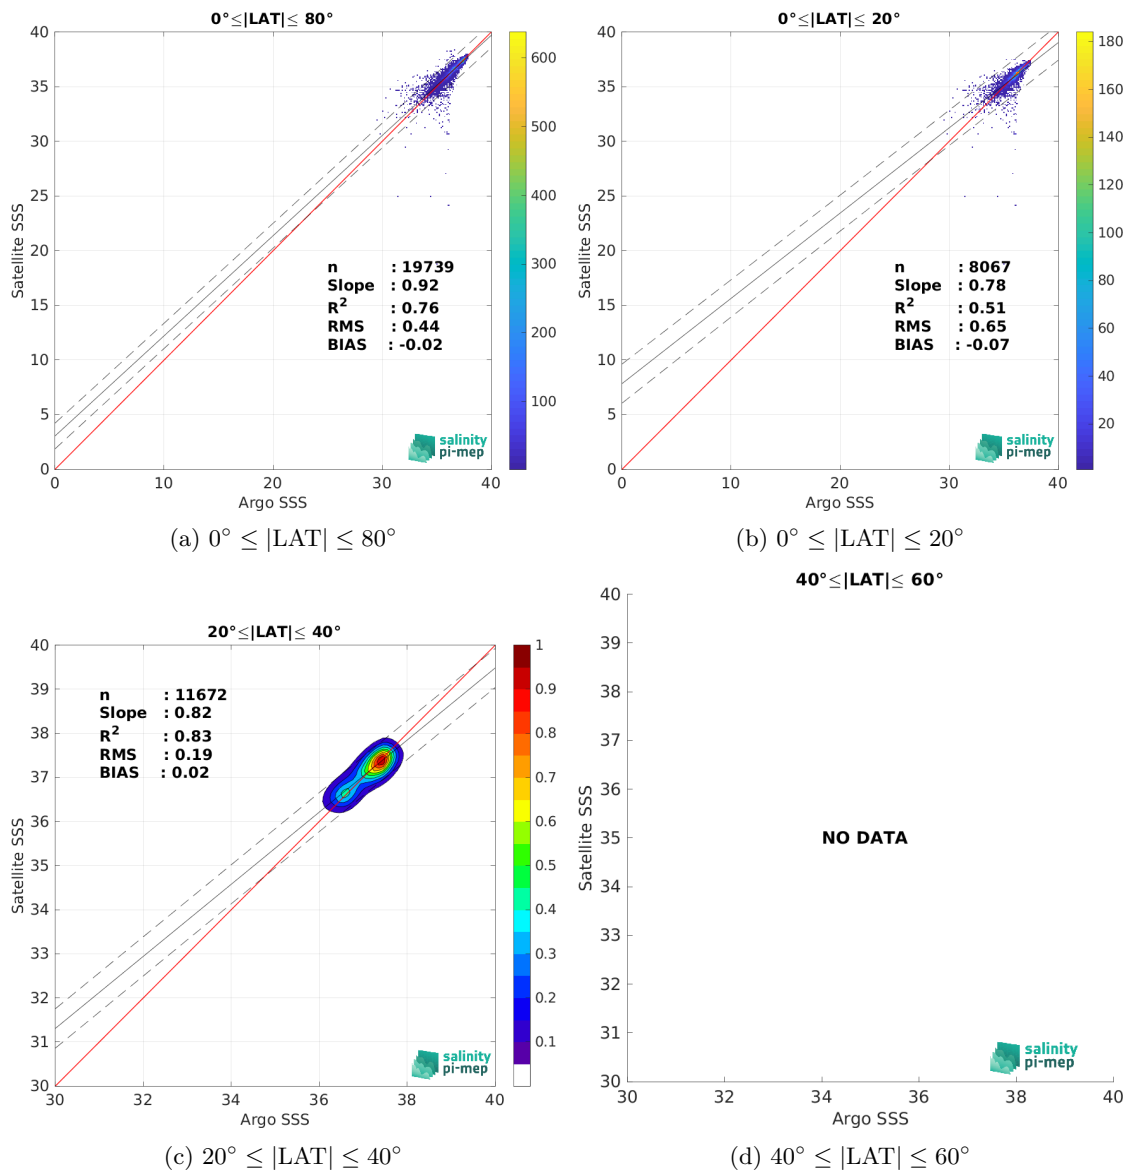 0°≤|LAT|≤ 80°
40
35
30
25
20
15
10
5
0
Satellite SSS
n : 19739
Slope : 0.92
R² : 0.76
RMS : 0.44
BIAS : -0.02
salinity
pi-mep
0 10 20 30 40
Argo SSS
600
500
400
300
200
100
(a) 0° ≤ |LAT| ≤ 80°
0°≤|LAT|≤ 20°
40
35
30
25
20
15
10
5
0
Satellite SSS
n : 8067
Slope : 0.78
R² : 0.51
RMS : 0.65
BIAS : -0.07
salinity
pi-mep
0 10 20 30 40
Argo SSS
180
160
140
120
100
80
60
40
20
(b) 0° ≤ |LAT| ≤ 20°
20°≤|LAT|≤ 40°
40
39
38
37
36
35
34
33
32
31
30
Satellite SSS
n : 11672
Slope : 0.82
R² : 0.83
RMS : 0.19
BIAS : 0.02
salinity
pi-mep
30 32 34 36 38 40
Argo SSS
1
0.9
0.8
0.7
0.6
0.5
0.4
0.3
0.2
0.1
(c) 20° ≤ |LAT| ≤ 40°
40°≤|LAT|≤ 60°
40
39
38
37
36
35
34
33
32
31
30
Satellite SSS
NO DATA
salinity
pi-mep
30 32 34 36 38 40
Argo SSS
(d) 40° ≤ |LAT| ≤ 60°